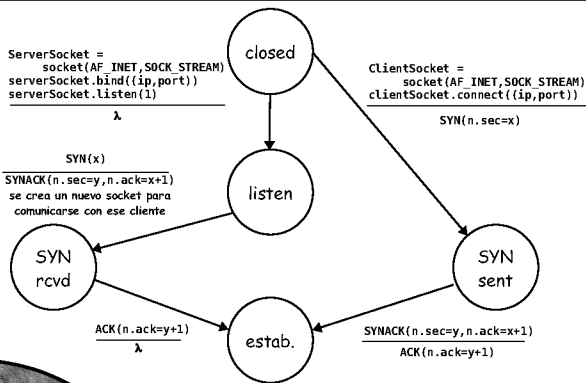 closed
ServerSocket =
socket(AF_INET,SOCK_STREAM)
serverSocket.bind((ip,port))
serverSocket.listen(1)
λ
ClientSocket =
socket(AF_INET,SOCK_STREAM)
clientSocket.connect((ip,port))
SYN(n.sec=x)
SYN(x)
SYNACK(n.sec=y,n.ack=x+1)
se crea un nuevo socket para
comunicarse con ese cliente
listen
SYN
rcvd
SYN
sent
ACK(n.ack=y+1)
λ
estab.
SYNACK(n.sec=y,n.ack=x+1)
ACK(n.ack=y+1)